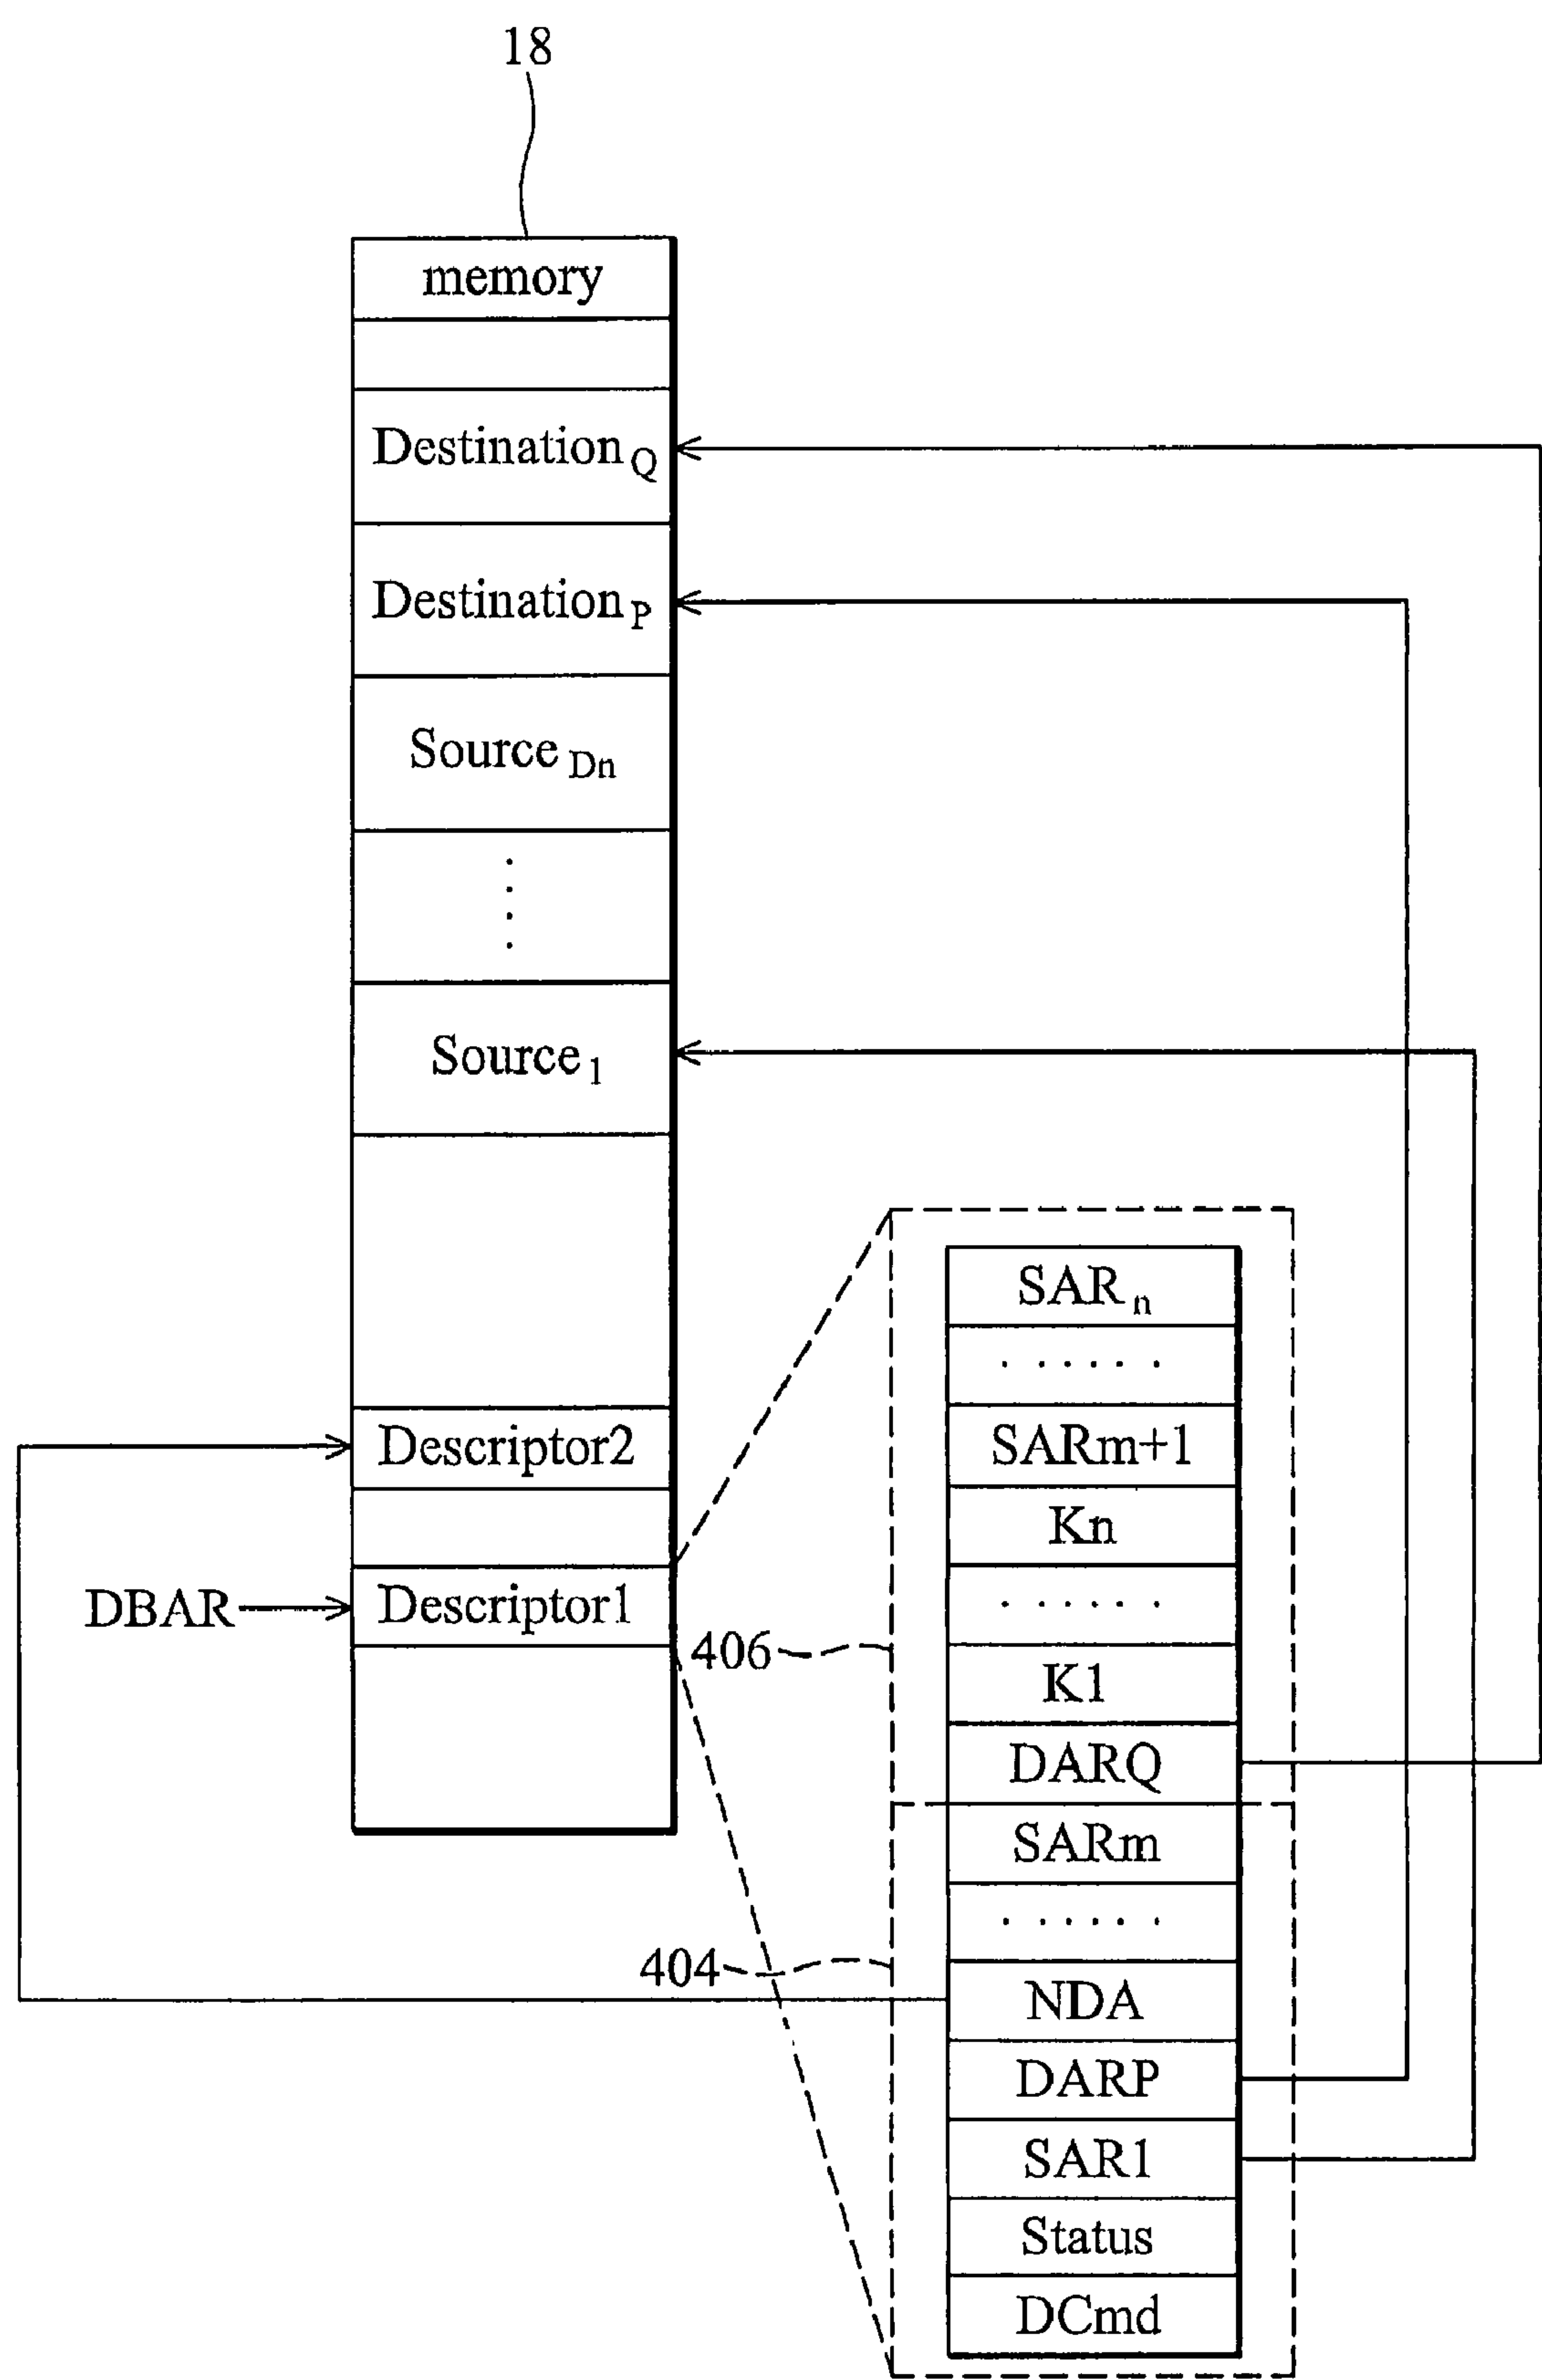 18
memory
Destination Q
Destination P
Source Dn
Source 1
Descriptor2
DBAR
Descriptor1
406
404
SAR n
......
SARm+1
Kn
......
K1
DARQ
SARm
......
NDA
DARP
SAR1
Status
DCmd